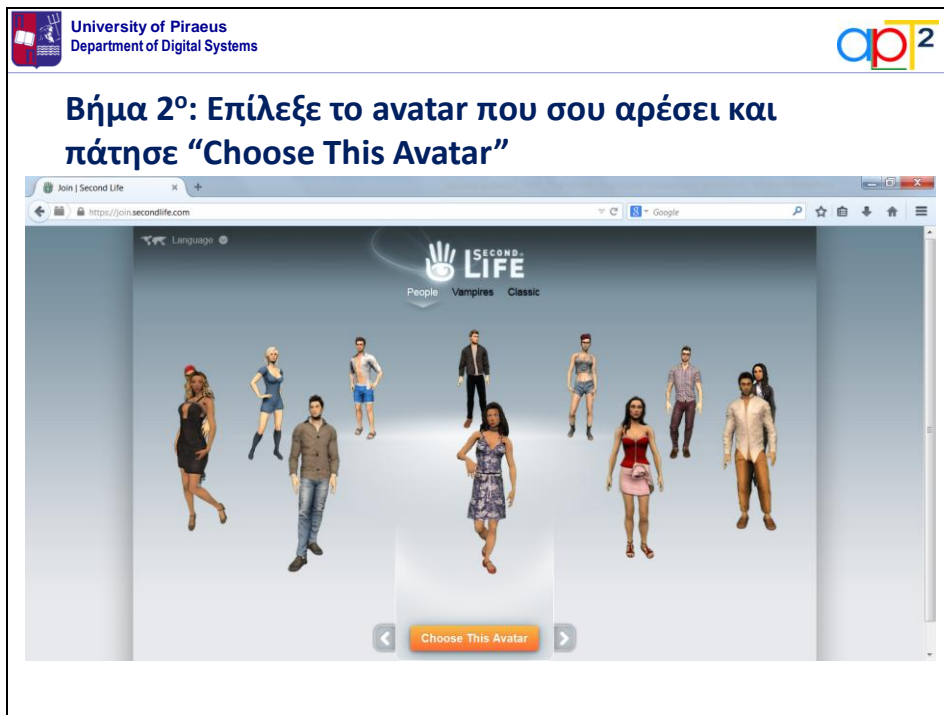 University of Piraeus
Department of Digital Systems
apT2
Βήμα 2ο: Επίλεξε το avatar που σου αρέσει και
πάτησε “Choose This Avatar”
Join | Second Life
https://join.secondlife.com
Google
Language
SECOND LIFE
People Vampires Classic
Choose This Avatar